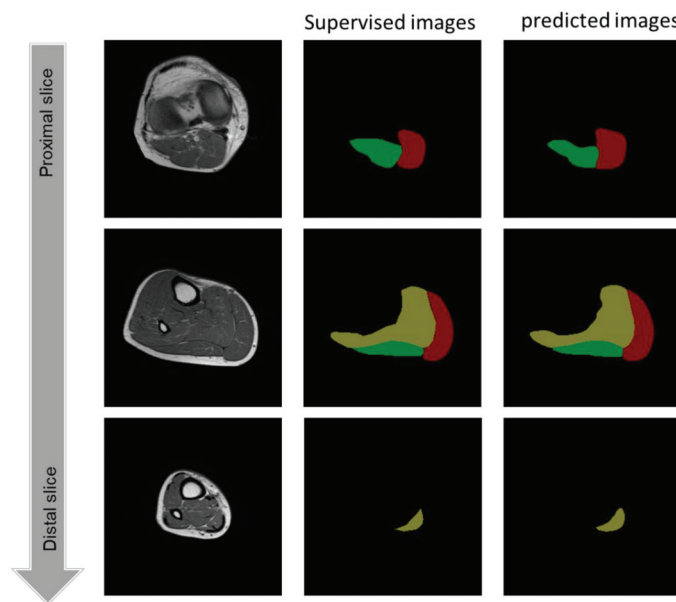 Supervised images
predicted images
Proximal slice
Distal slice